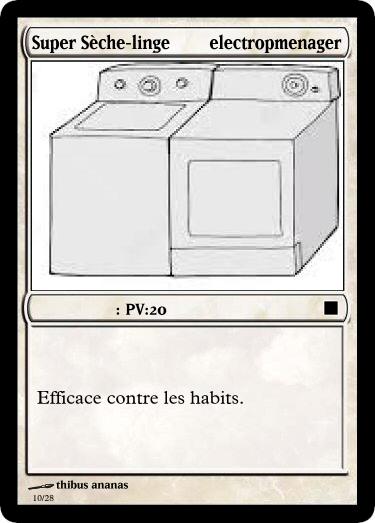 Super Sèche-linge electropmenager
: PV:20
Efficace contre les habits.
thibus ananas
10/28